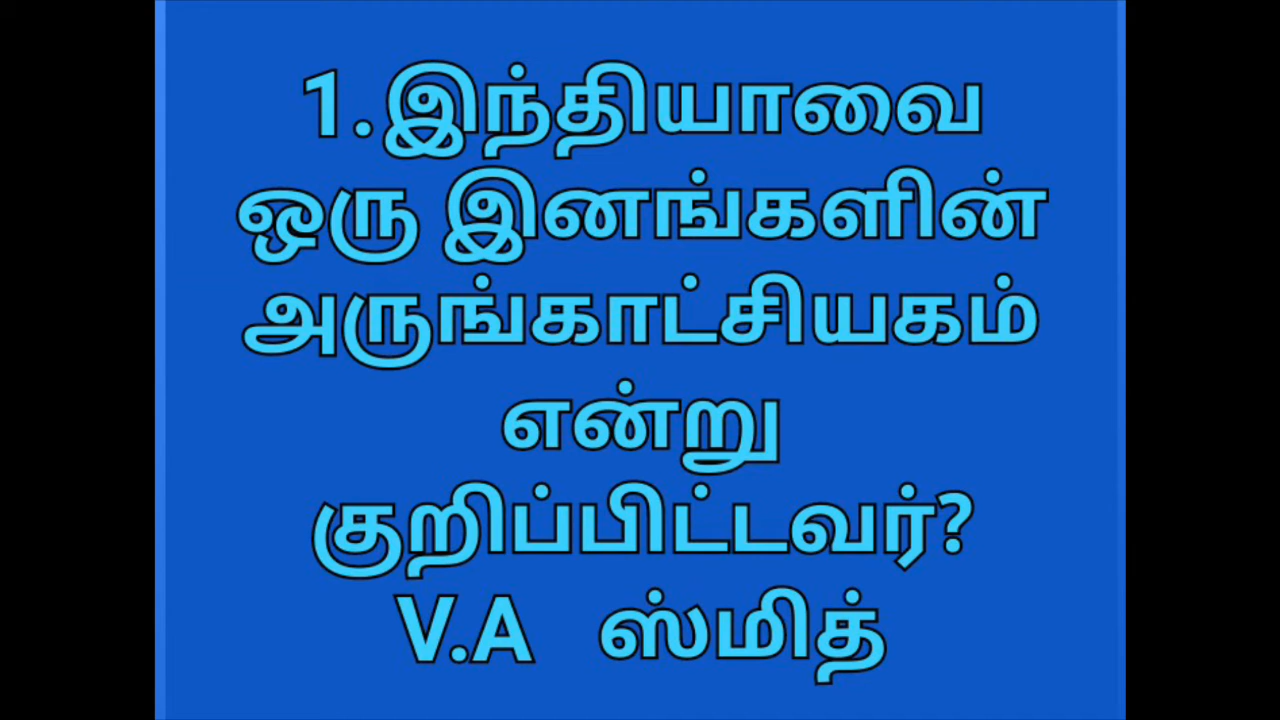 1.இந்தியாவை
ஒரு இனங்களின்
அருங்காட்சியகம்
என்று
குறிப்பிட்டவர்?
V.A ஸ்மித்